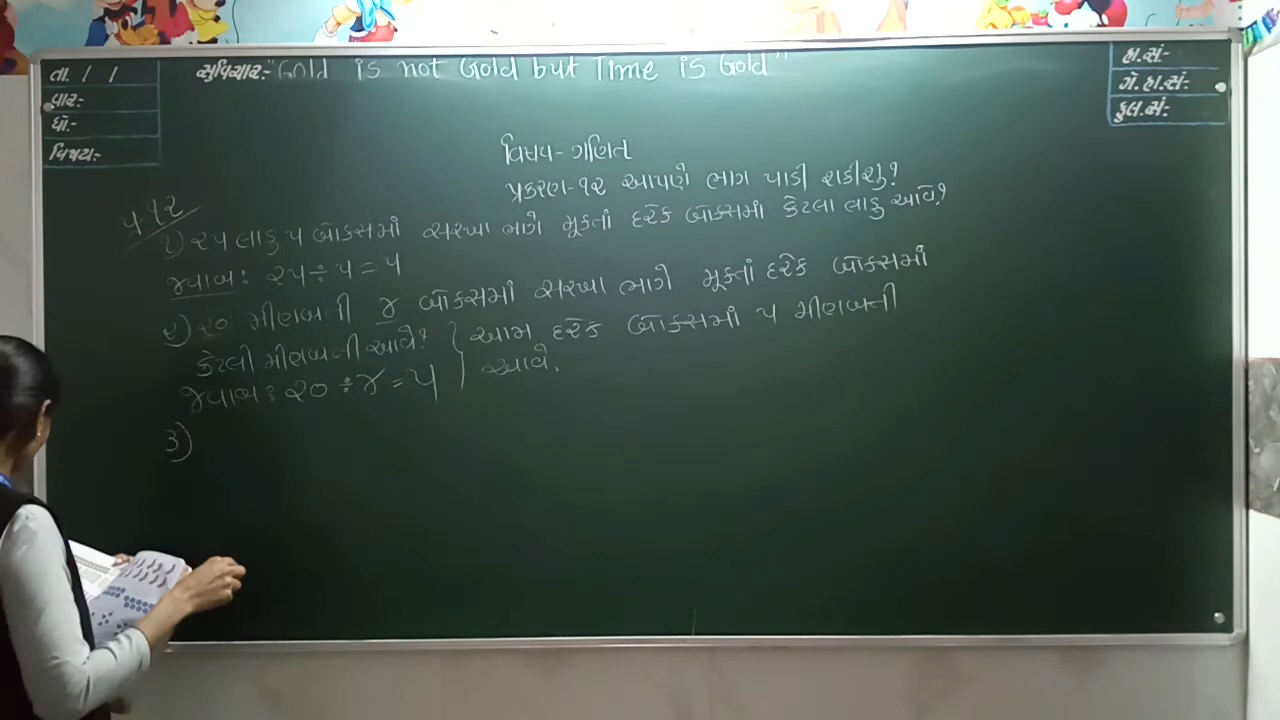 તા. / /
વાર:-
ધો.-
વિષય:-
સુવિચાર:- "Gold is not Gold but Time is Gold"
હા.સં:-
ગે.હા.સં:-
કુલ.સં:-
વિષય- ગણિત
પ્રકરણ-૧૨ આપણે ભાગ પાડી શકીશું?
૫ ૧૨
૧) ૨૫ લાડુ ૫ બોક્સમાં સરખા ભાગે મૂકતાં દરેક બોક્સમાં કેટલા લાડુ આવે?
જવાબ: ૨૫ ÷ ૫ = ૫
૨) ૨૦ મીણબતી ૪ બોક્સમાં સરખા ભાગે મૂકતાં દરેક બોક્સમાં
કેટલી મીણબતી આવે? } આમ દરેક બોક્સમાં ૫ મીણબતી
જવાબ: ૨૦ ÷ ૪ = ૫ } આવે.
૩)